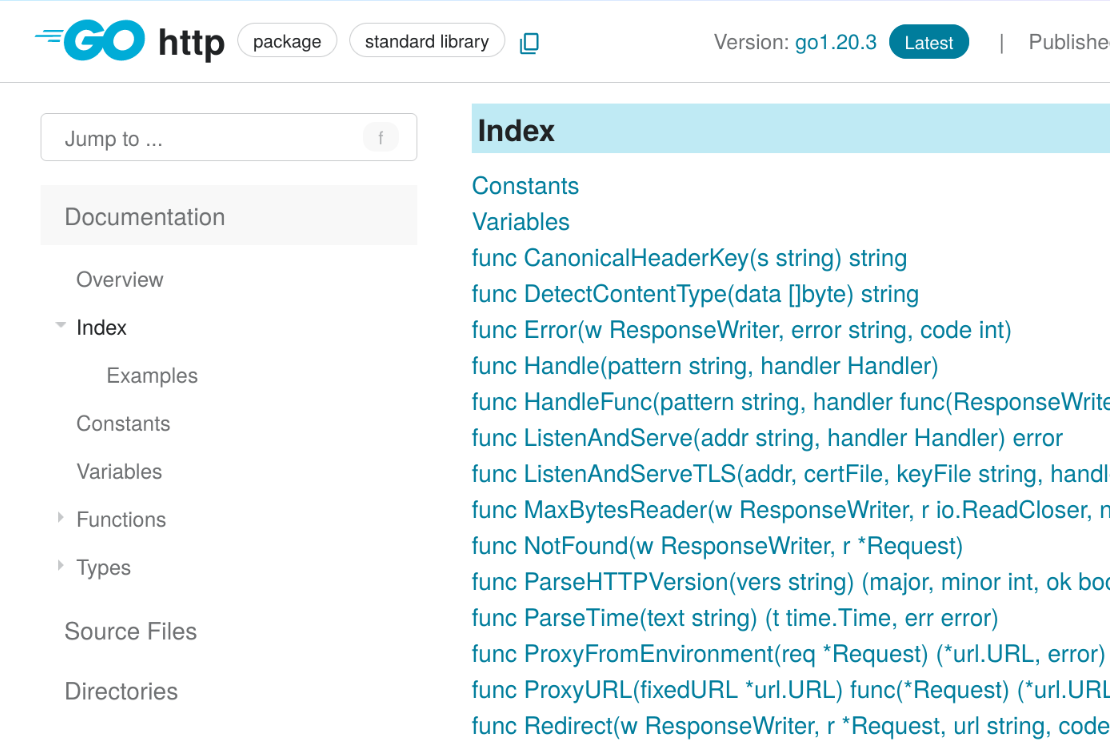 GO http package standard library Version: go1.20.3 Latest | Publishe
Jump to ... f
Documentation
Overview
Index
Examples
Constants
Variables
Functions
Types
Source Files
Directories
Index
Constants
Variables
func CanonicalHeaderKey(s string) string
func DetectContentType(data []byte) string
func Error(w ResponseWriter, error string, code int)
func Handle(pattern string, handler Handler)
func HandleFunc(pattern string, handler func(ResponseWrite
func ListenAndServe(addr string, handler Handler) error
func ListenAndServeTLS(addr, certFile, keyFile string, handl
func MaxBytesReader(w ResponseWriter, r io.ReadCloser, n
func NotFound(w ResponseWriter, r *Request)
func ParseHTTPVersion(vers string) (major, minor int, ok boo
func ParseTime(text string) (t time.Time, err error)
func ProxyFromEnvironment(req *Request) (*url.URL, error)
func ProxyURL(fixedURL *url.URL) func(*Request) (*url.URL
func Redirect(w ResponseWriter, r *Request, url string, code